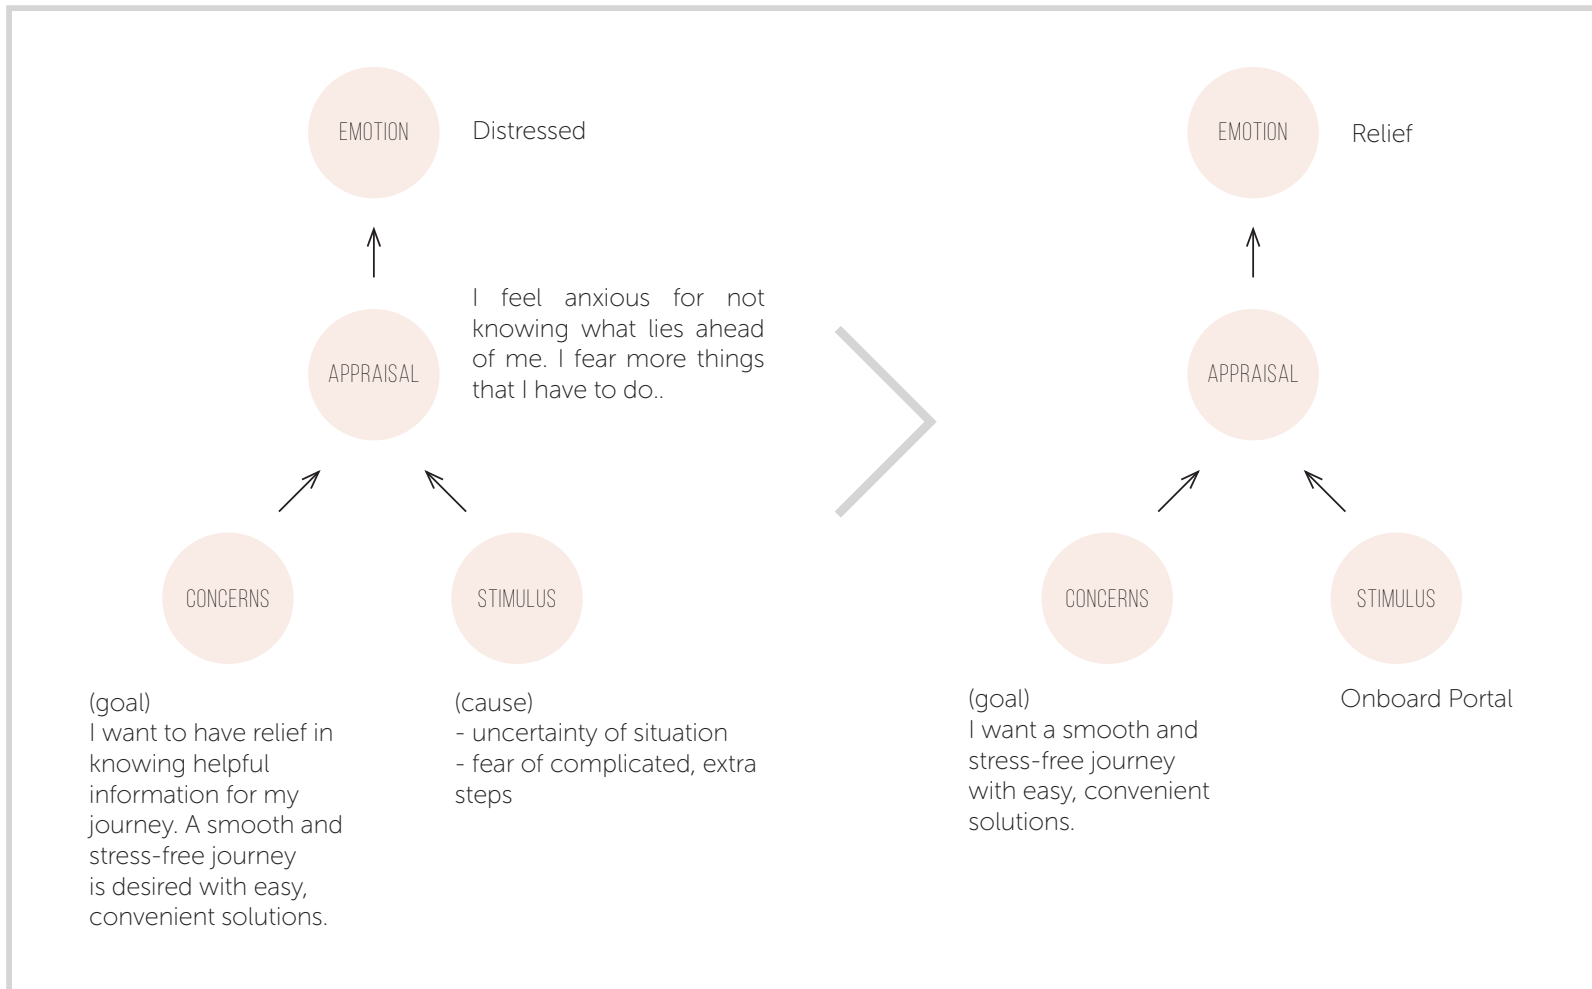 EMOTION
Distressed
APPRAISAL
I feel anxious for not
knowing what lies ahead
of me. I fear more things
that I have to do..
CONCERNS
STIMULUS
(goal)
I want to have relief in
knowing helpful
information for my
journey. A smooth and
stress-free journey
is desired with easy,
convenient solutions.
(cause)
- uncertainty of situation
- fear of complicated, extra
steps
EMOTION
Relief
APPRAISAL
CONCERNS
STIMULUS
(goal)
I want a smooth and
stress-free journey
with easy, convenient
solutions.
Onboard Portal